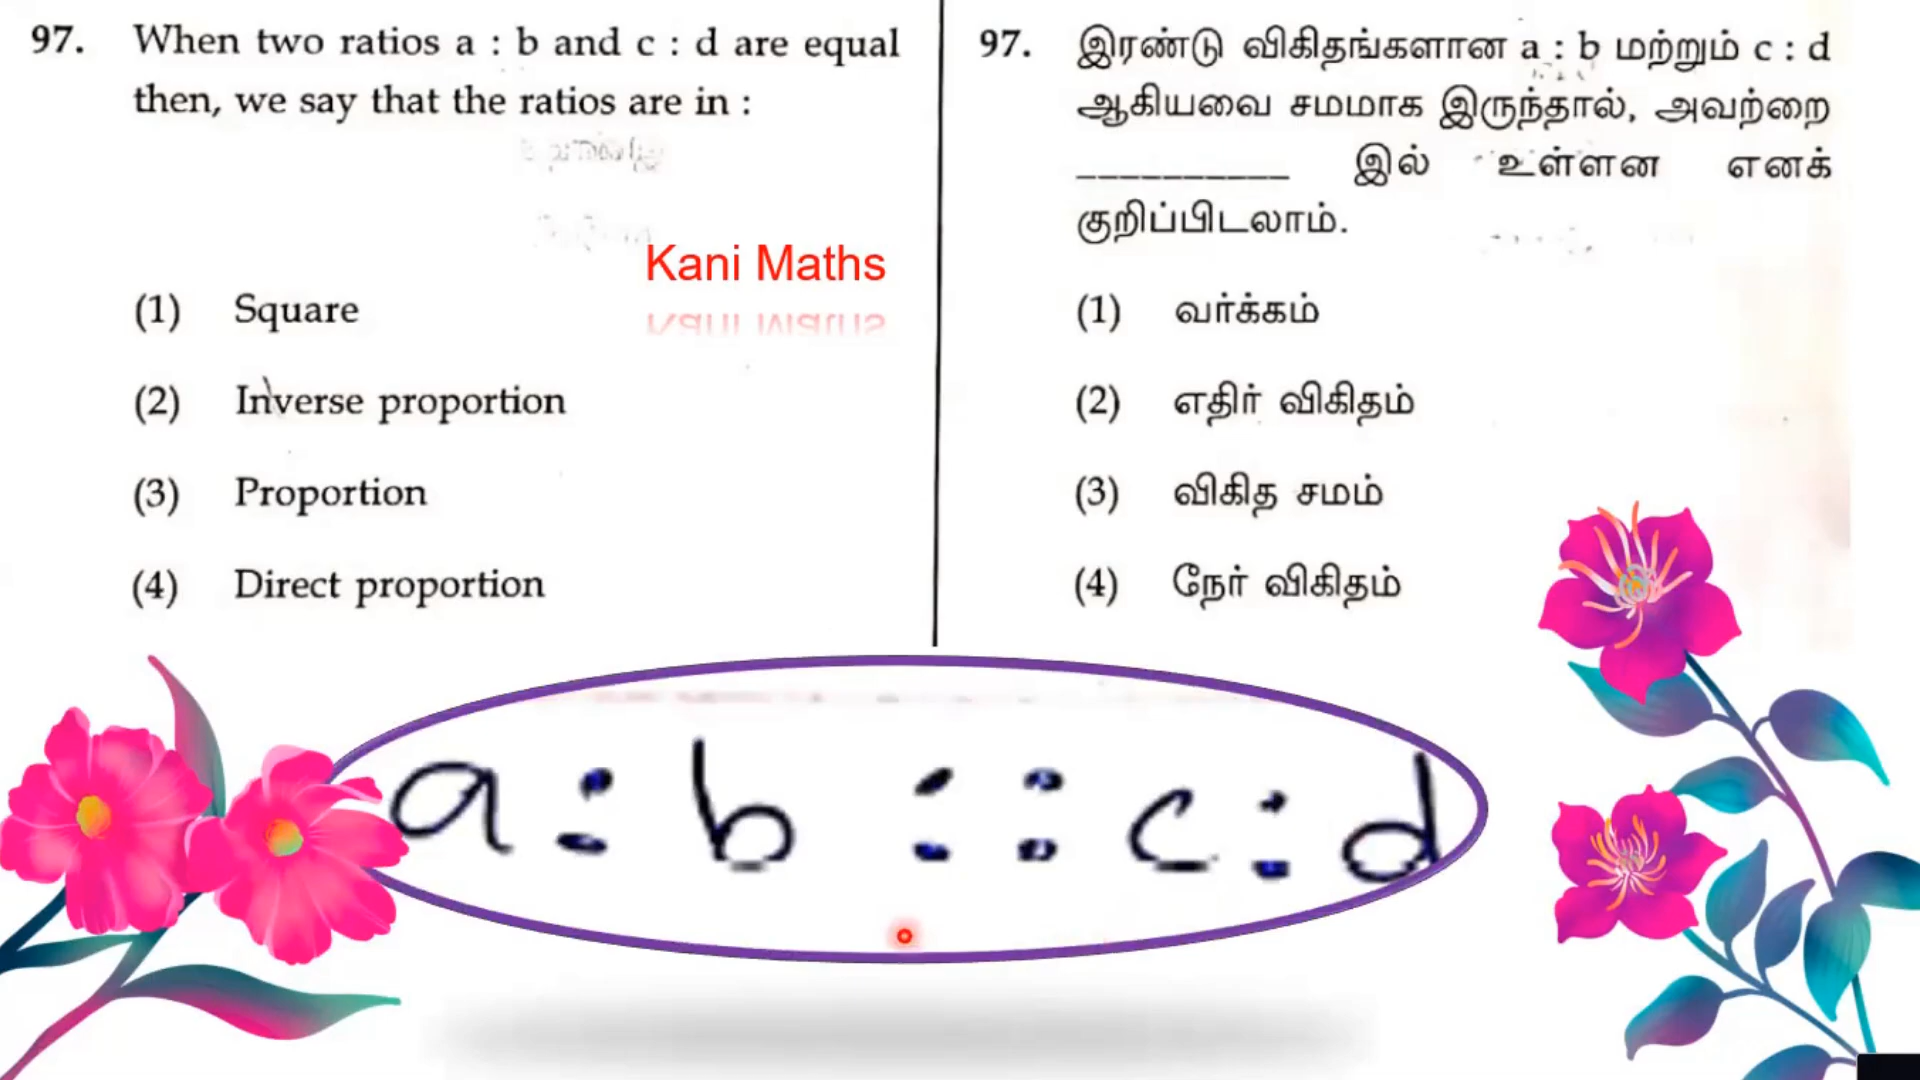 97. When two ratios a : b and c : d are equal
then, we say that the ratios are in :
Kani Maths
(1) Square
(2) Inverse proportion
(3) Proportion
(4) Direct proportion
97. இரண்டு விகிதங்களான a : b மற்றும் c : d
ஆகியவை சமமாக இருந்தால், அவற்றை
__________ இல் உள்ளன எனக்
குறிப்பிடலாம்.
(1) வர்க்கம்
(2) எதிர் விகிதம்
(3) விகித சமம்
(4) நேர் விகிதம்
a : b : : c : d